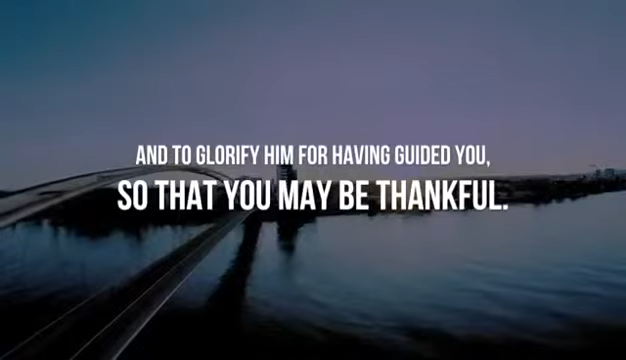 AND TO GLORIFY HIM FOR HAVING GUIDED YOU,
SO THAT YOU MAY BE THANKFUL.